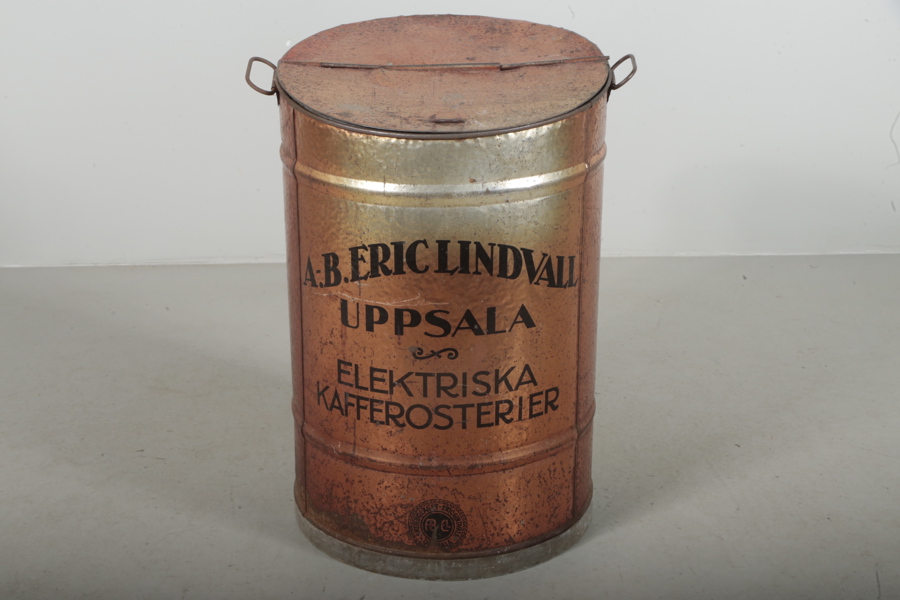 A.-B. ERIC LINDVALL
UPPSALA
ELEKTRISKA
KAFFEROSTERIER